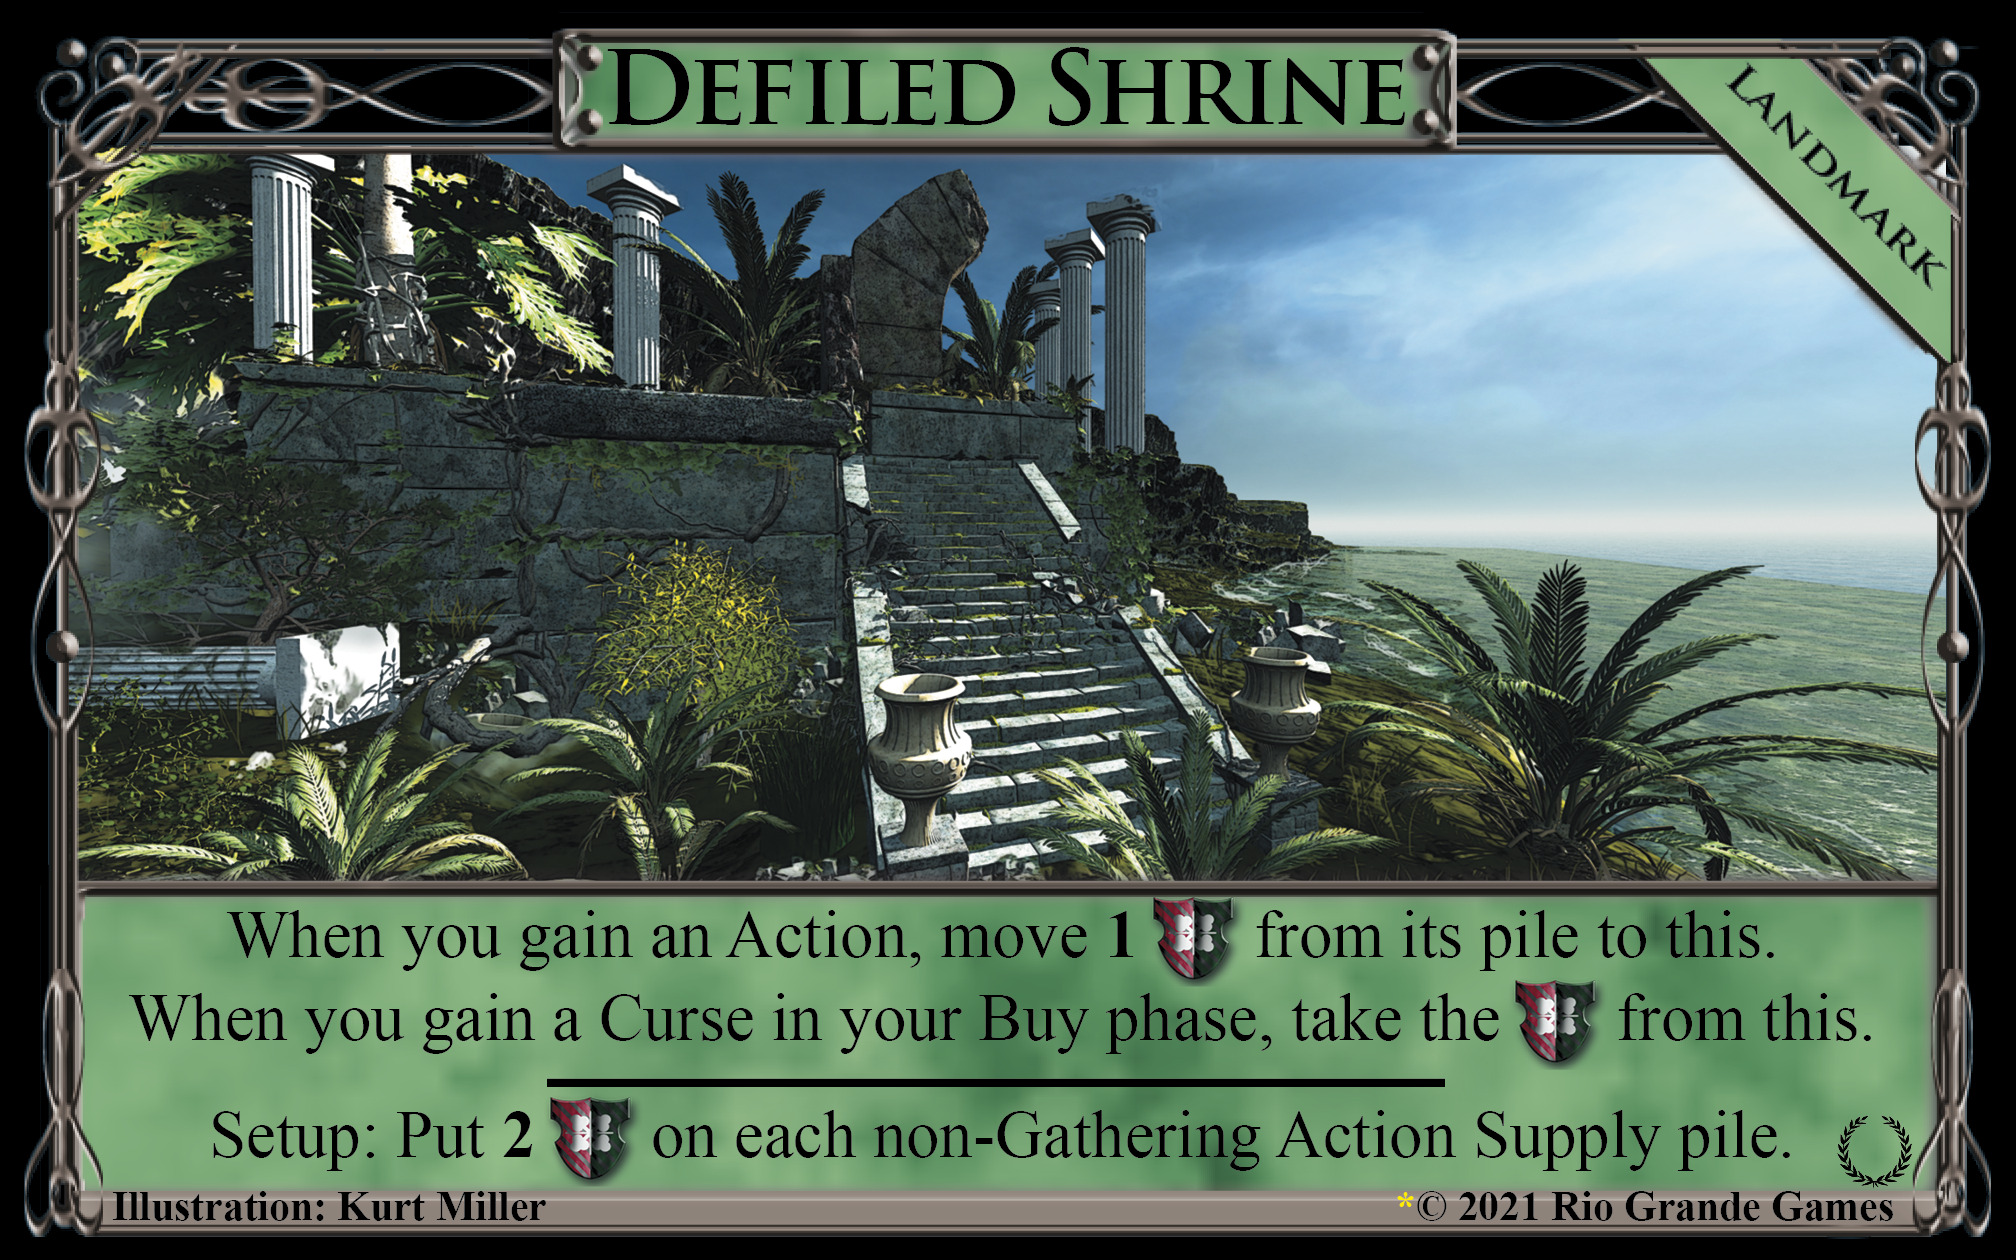 DEFILED SHRINE
LANDMARK
When you gain an Action, move 1 from its pile to this.
When you gain a Curse in your Buy phase, take the from this.
Setup: Put 2 on each non-Gathering Action Supply pile.
Illustration: Kurt Miller
*© 2021 Rio Grande Games